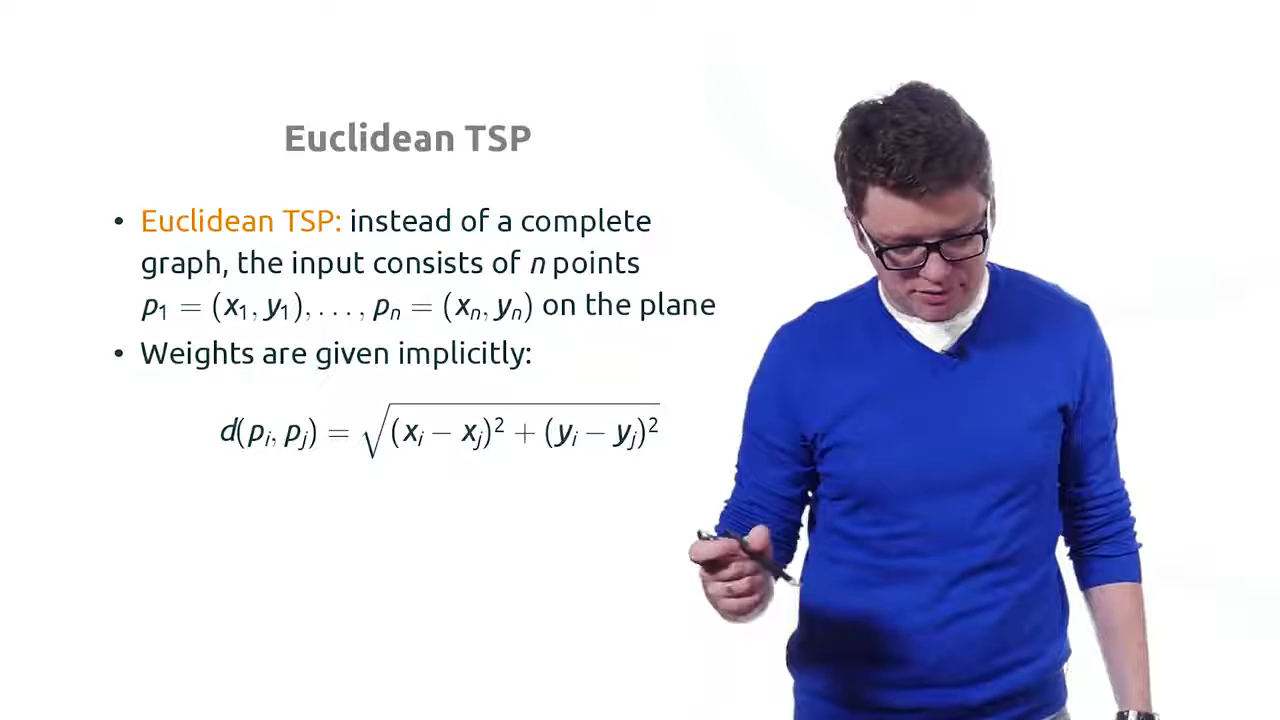 Euclidean TSP
• Euclidean TSP: instead of a complete
graph, the input consists of n points
p₁ = (x₁, y₁), . . . , pₙ = (xₙ, yₙ) on the plane
• Weights are given implicitly:
d(pᵢ, pⱼ) = √((xᵢ − xⱼ)² + (yᵢ − yⱼ)²)